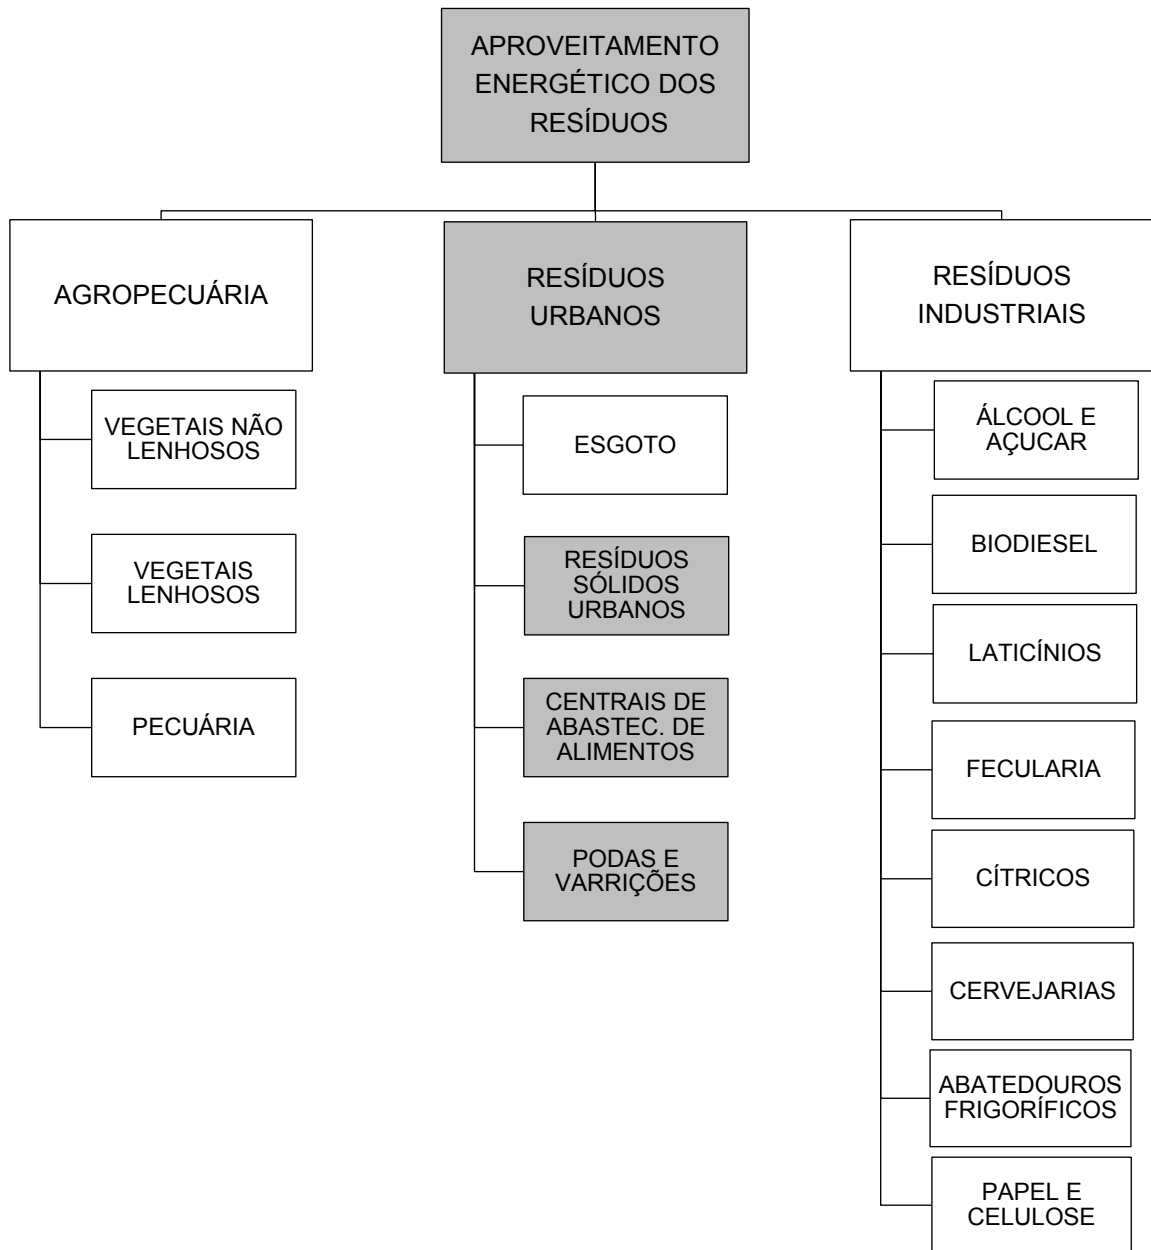 APROVEITAMENTO
ENERGÉTICO DOS
RESÍDUOS
AGROPECUÁRIA
VEGETAIS NÃO
LENHOSOS
VEGETAIS
LENHOSOS
PECUÁRIA
RESÍDUOS
URBANOS
ESGOTO
RESÍDUOS
SÓLIDOS
URBANOS
CENTRAIS DE
ABASTEC. DE
ALIMENTOS
PODAS E
VARRIÇÕES
RESÍDUOS
INDUSTRIAIS
ÁLCOOL E
AÇUCAR
BIODIESEL
LATICÍNIOS
FECULARIA
CÍTRICOS
CERVEJARIAS
ABATEDOUROS
FRIGORÍFICOS
PAPEL E
CELULOSE